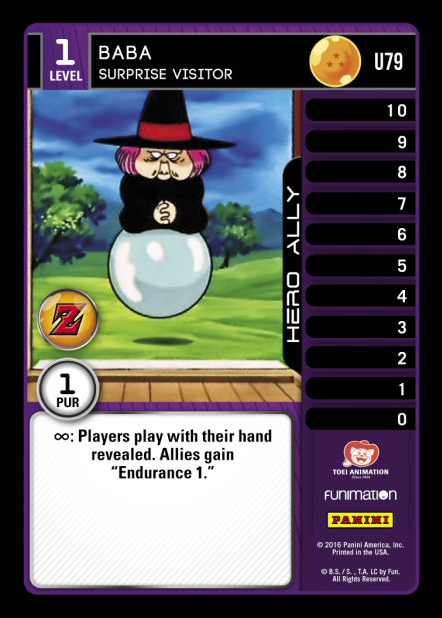 1
LEVEL
BABA
SURPRISE VISITOR
U79
10
9
8
7
6
5
4
3
2
1
0
HERO ALLY
Z
1
PUR
∞: Players play with their hand
revealed. Allies gain
“Endurance 1.”
TOEI ANIMATION
Since 1956
FUNIMATION
PANINI
© 2016 Panini America, Inc.
Printed in the USA.
© B.S./ S. , T.A. LC by Fun.
All Rights Reserved.